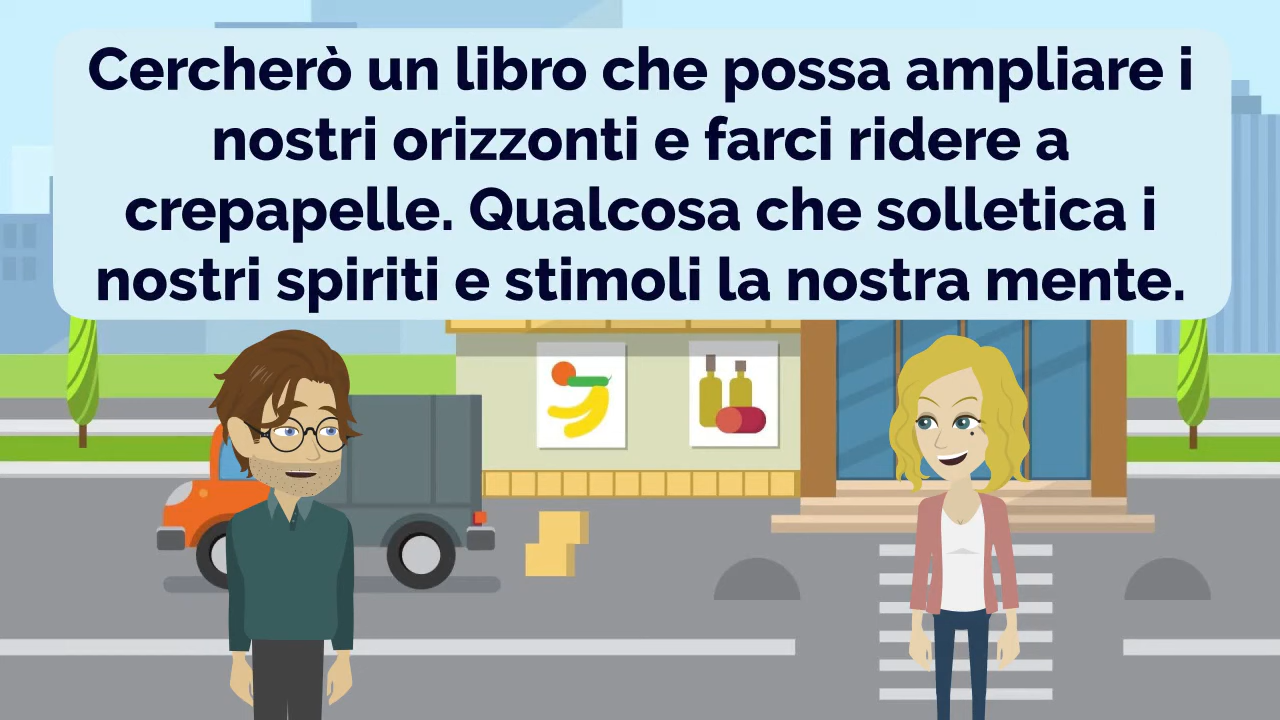 Cercherò un libro che possa ampliare i
nostri orizzonti e farci ridere a
crepapelle. Qualcosa che solletica i
nostri spiriti e stimoli la nostra mente.